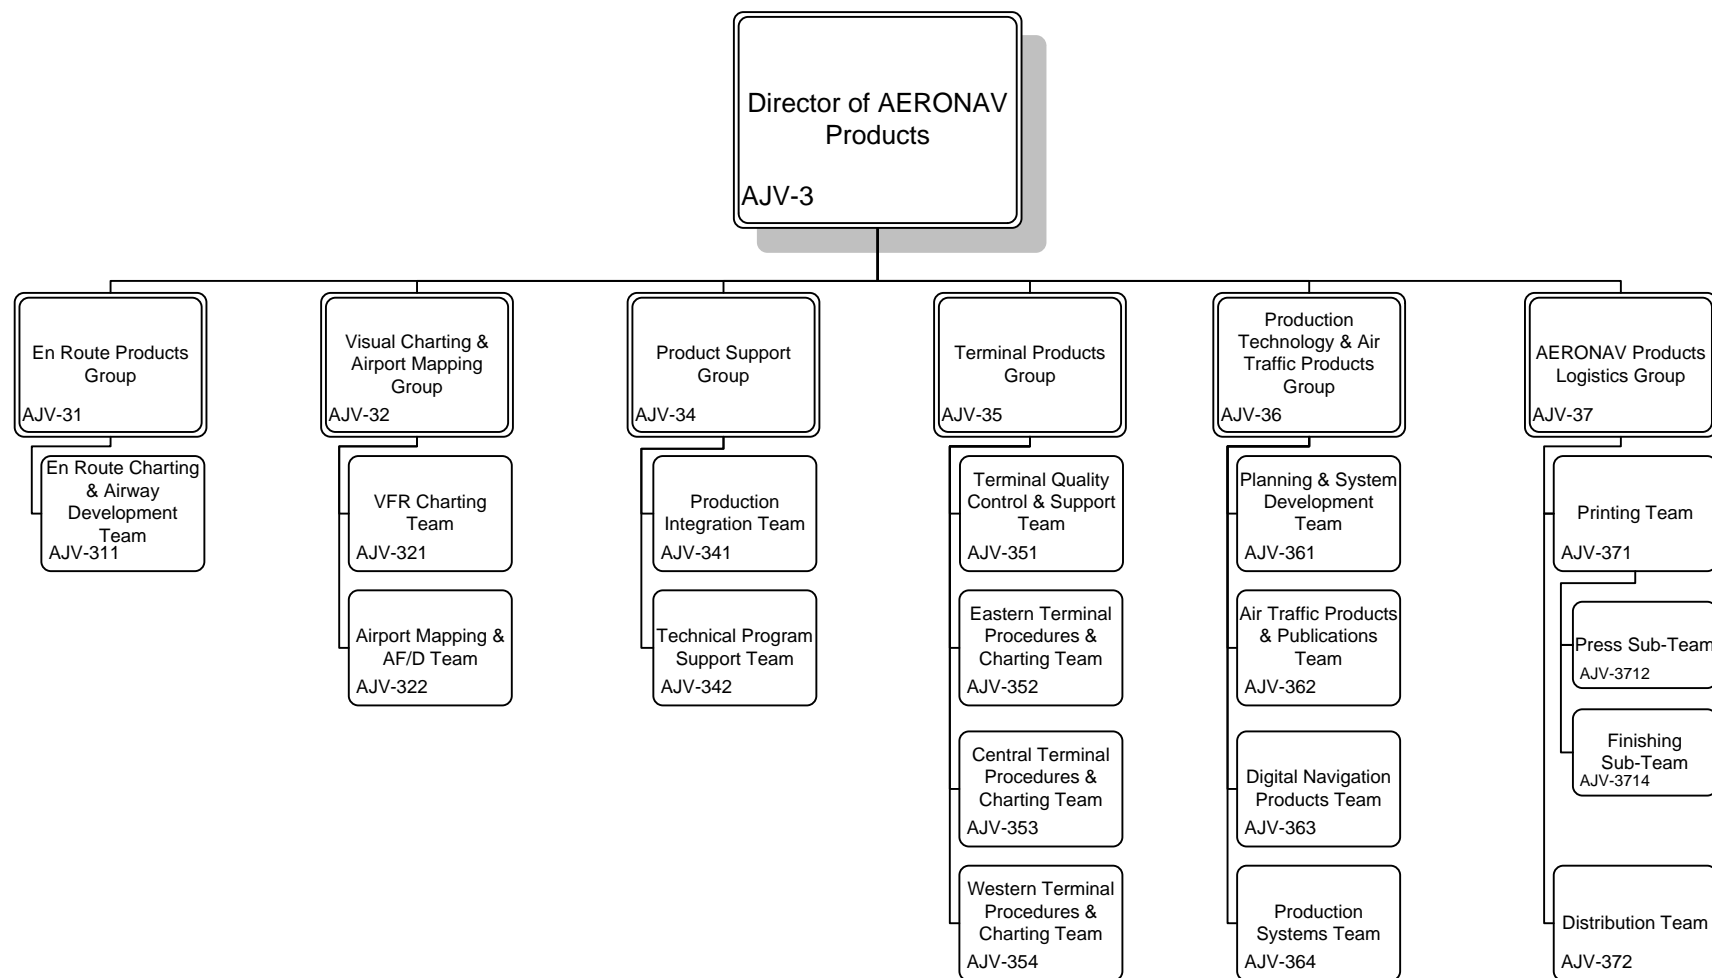 Director of AERONAV
Products
AJV-3
En Route Products
Group
AJV-31
Visual Charting &
Airport Mapping
Group
AJV-32
Product Support
Group
AJV-34
Terminal Products
Group
AJV-35
Production
Technology & Air
Traffic Products
Group
AJV-36
AERONAV Products
Logistics Group
AJV-37
En Route Charting
& Airway
Development
Team
AJV-311
VFR Charting
Team
AJV-321
Airport Mapping &
AF/D Team
AJV-322
Production
Integration Team
AJV-341
Technical Program
Support Team
AJV-342
Terminal Quality
Control & Support
Team
AJV-351
Eastern Terminal
Procedures &
Charting Team
AJV-352
Central Terminal
Procedures &
Charting Team
AJV-353
Western Terminal
Procedures &
Charting Team
AJV-354
Planning & System
Development
Team
AJV-361
Air Traffic Products
& Publications
Team
AJV-362
Digital Navigation
Products Team
AJV-363
Production
Systems Team
AJV-364
Printing Team
AJV-371
Press Sub-Team
AJV-3712
Finishing
Sub-Team
AJV-3714
Distribution Team
AJV-372